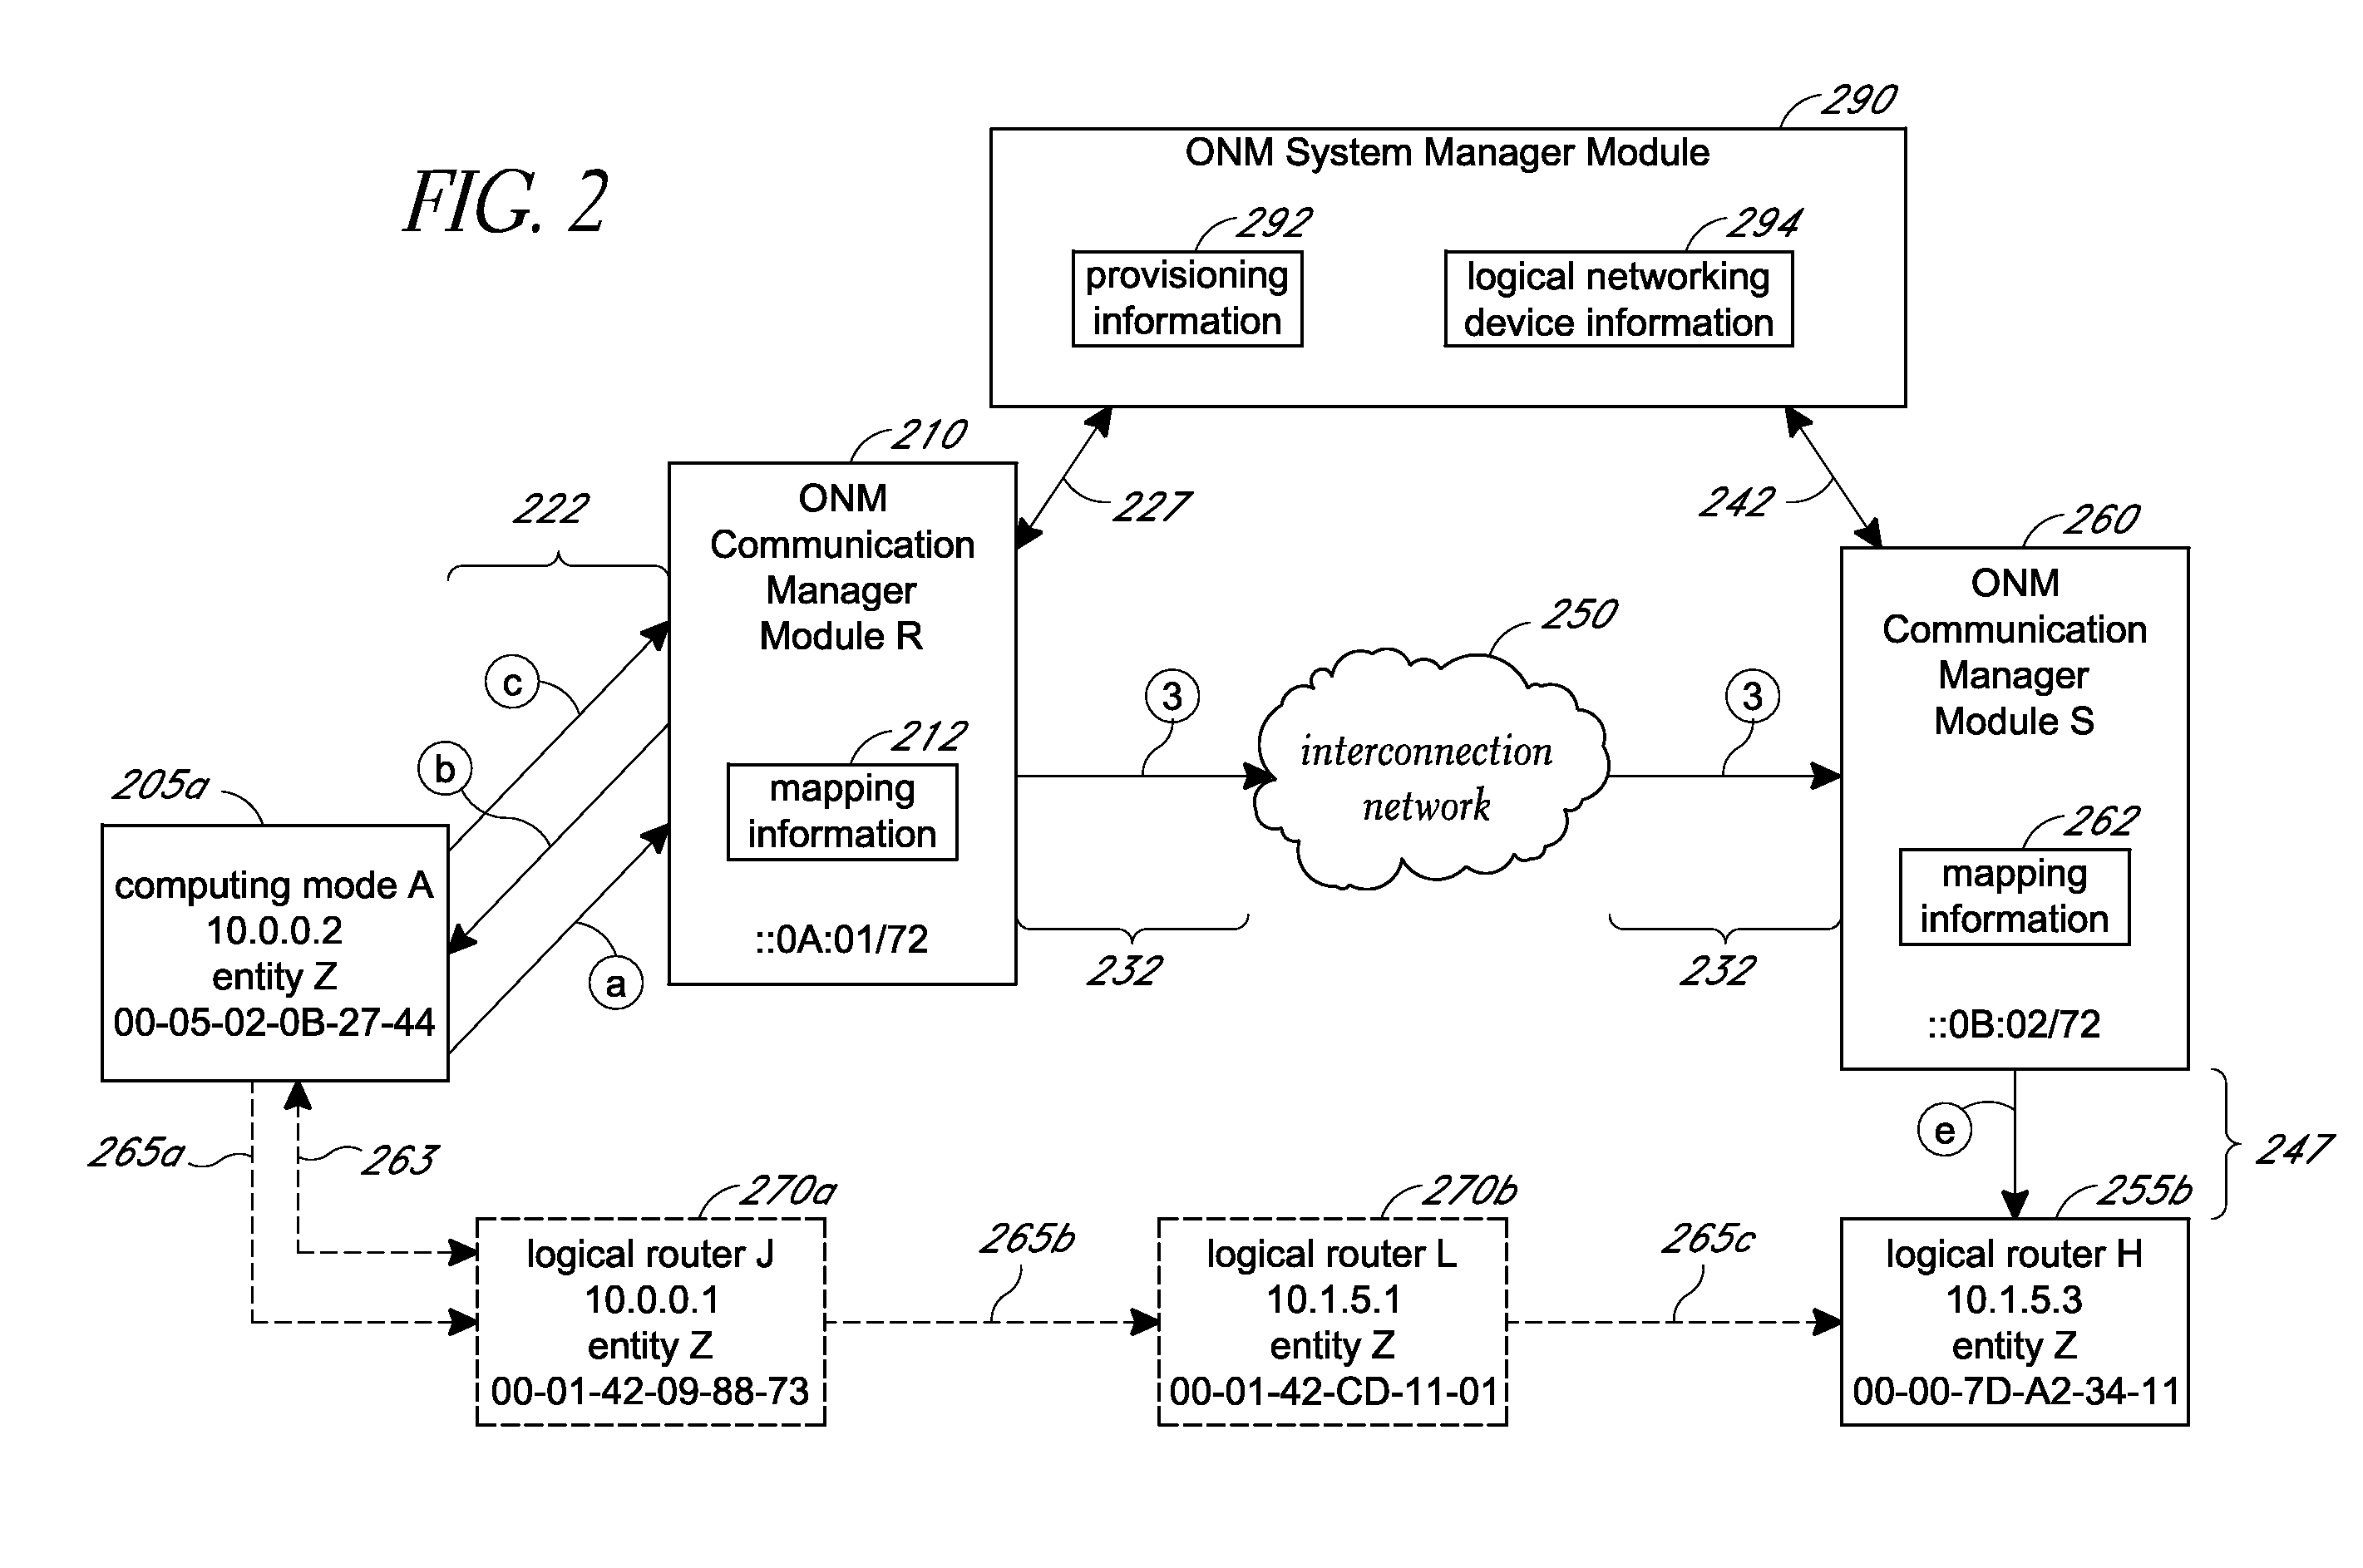 FIG. 2
290
ONM System Manager Module
292
provisioning
information
294
logical networking
device information
210
ONM
Communication
Manager
Module R
212
mapping
information
::0A:01/72
222
227
242
260
ONM
Communication
Manager
Module S
262
mapping
information
::0B:02/72
250
interconnection
network
3
3
232
232
c
b
a
205a
computing mode A
10.0.0.2
entity Z
00-05-02-0B-27-44
265a
263
e
247
270a
logical router J
10.0.0.1
entity Z
00-01-42-09-88-73
265b
270b
logical router L
10.1.5.1
entity Z
00-01-42-CD-11-01
265c
255b
logical router H
10.1.5.3
entity Z
00-00-7D-A2-34-11